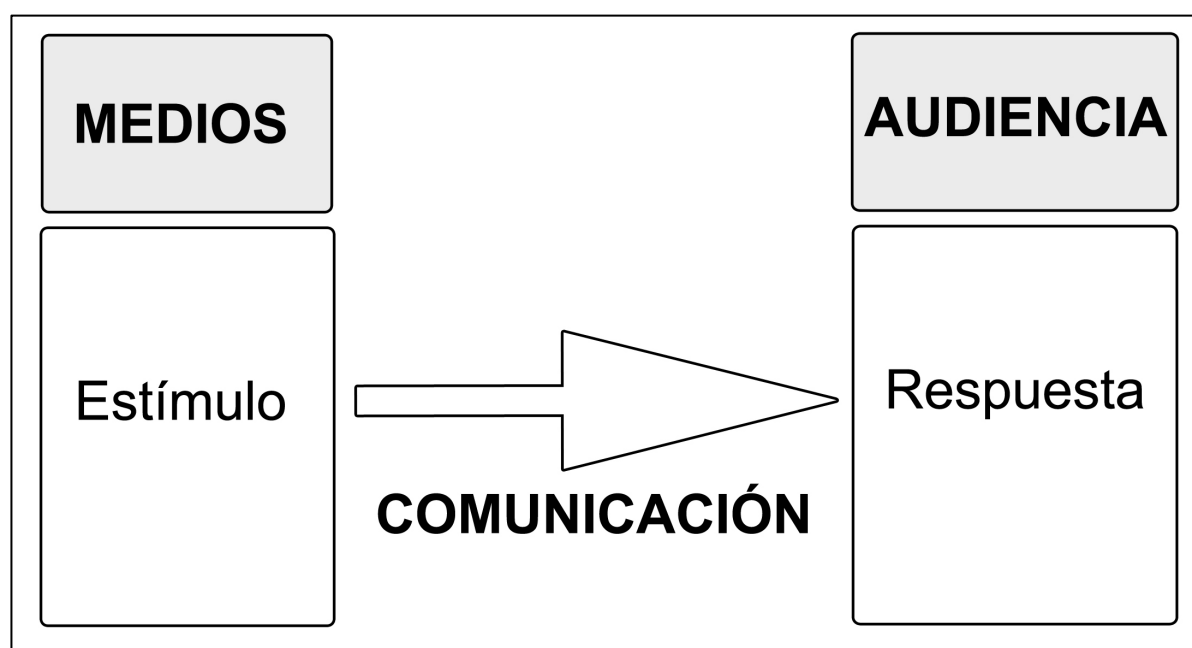 MEDIOS
AUDIENCIA
Estímulo
Respuesta
COMUNICACIÓN